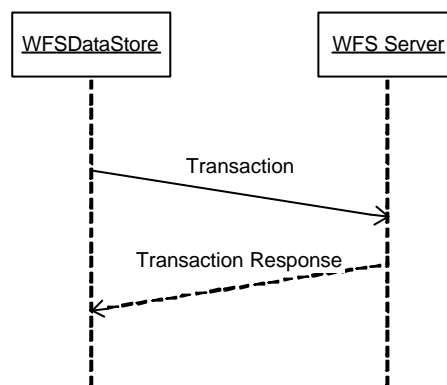 WFSDataStore
WFS Server
Transaction
Transaction Response